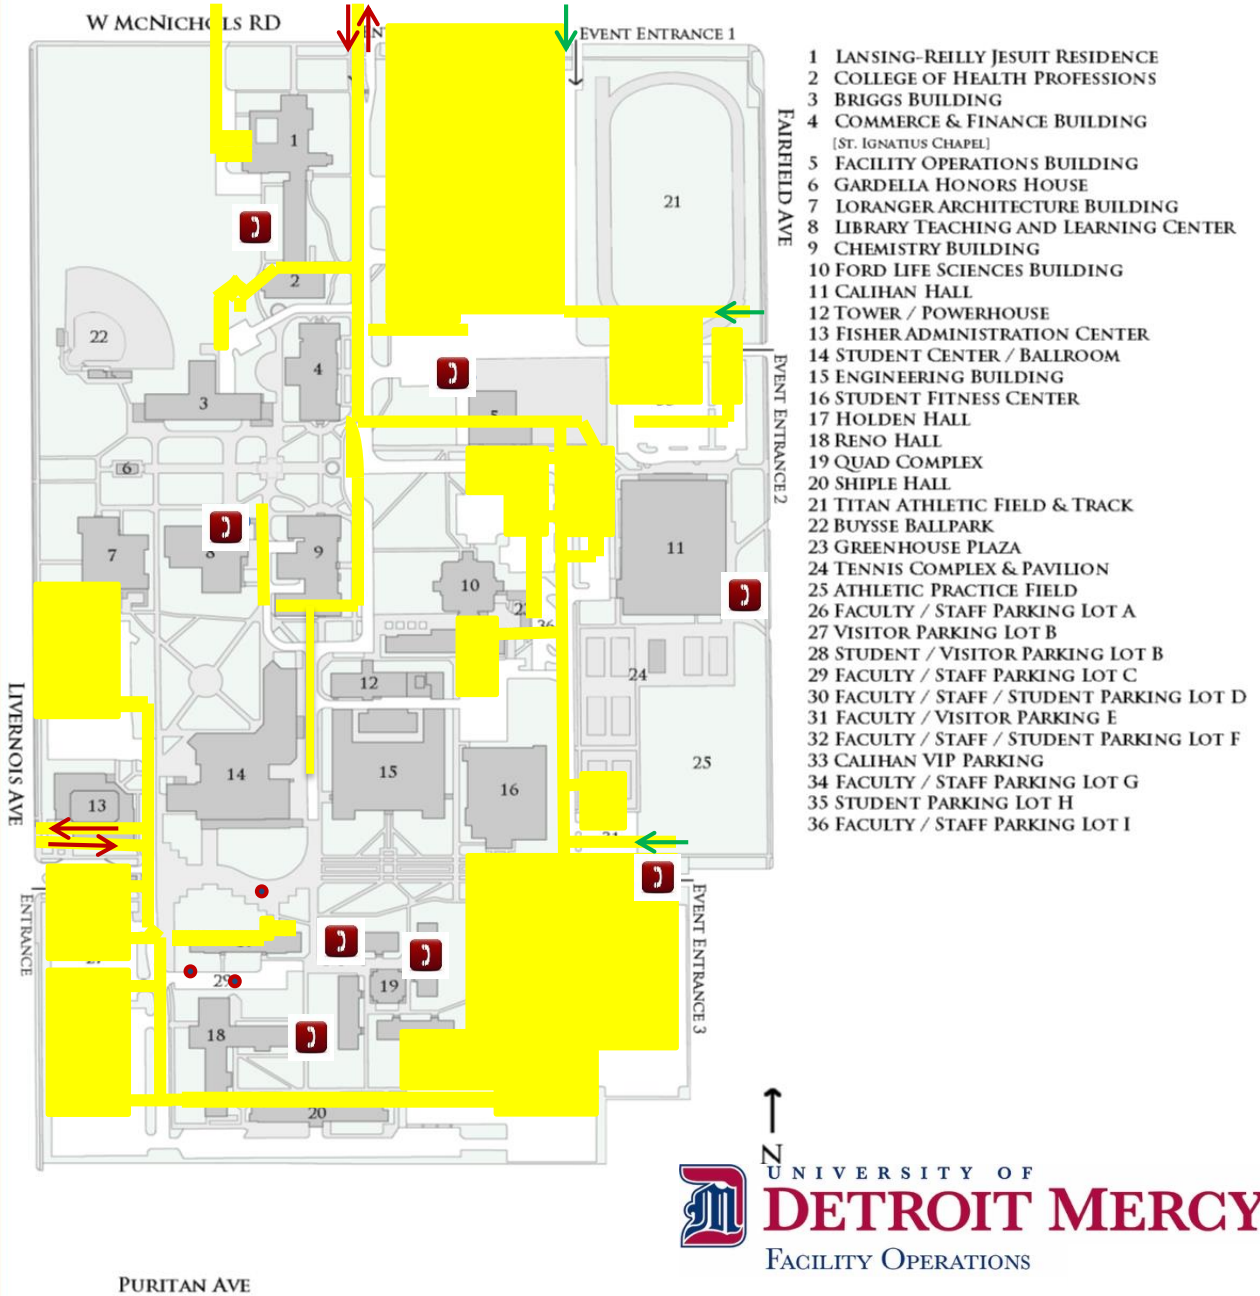 W McNichols Rd
Event Entrance 1
1 Lansing-Reilly Jesuit Residence
2 College of Health Professions
3 Briggs Building
4 Commerce & Finance Building
[St. Ignatius Chapel]
5 Facility Operations Building
6 Gardella Honors House
7 Loranger Architecture Building
8 Library Teaching and Learning Center
9 Chemistry Building
10 Ford Life Sciences Building
11 Calihan Hall
12 Tower / Powerhouse
13 Fisher Administration Center
14 Student Center / Ballroom
15 Engineering Building
16 Student Fitness Center
17 Holden Hall
18 Reno Hall
19 Quad Complex
20 Shiple Hall
21 Titan Athletic Field & Track
22 Buysse Ballpark
23 Greenhouse Plaza
24 Tennis Complex & Pavilion
25 Athletic Practice Field
26 Faculty / Staff Parking Lot A
27 Visitor Parking Lot B
28 Student / Visitor Parking Lot B
29 Faculty / Staff Parking Lot C
30 Faculty / Staff / Student Parking Lot D
31 Faculty / Visitor Parking E
32 Faculty / Staff / Student Parking Lot F
33 Calihan VIP Parking
34 Faculty / Staff Parking Lot G
35 Student Parking Lot H
36 Faculty / Staff Parking Lot I
Fairfield Ave
Event Entrance 2
Event Entrance 3
Livernois Ave
Entrance
1
21
2
22
4
3
6
7
8
9
10
11
36
24
12
13
14
15
16
25
29
19
18
20
N
University of
Detroit Mercy
Facility Operations
Puritan Ave